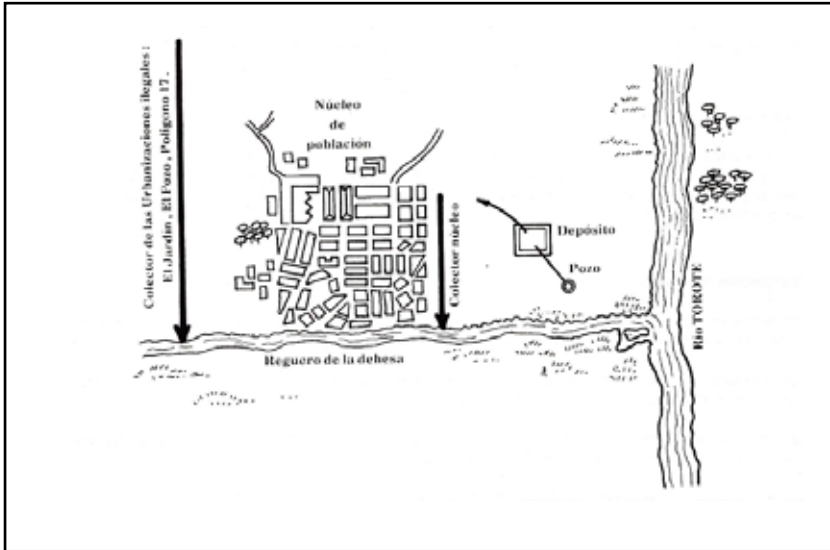 Colector de las Urbanizaciones ilegales :
El Jardín , El Pozo , Polígono 17 .
Núcleo
de
población
Colector núcleo
Depósito
Pozo
Reguero de la dehesa
Río TOROTE